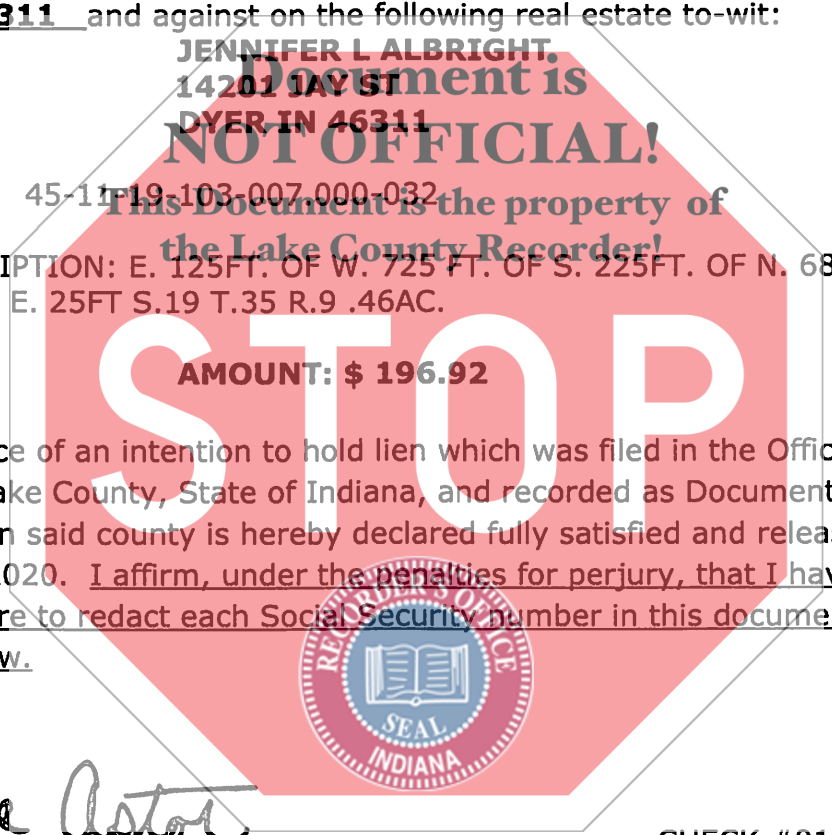 311 and against on the following real estate to-wit:
JENNIFER L ALBRIGHT
14201 JAY ST
DYER IN 46311
Document is
NOT OFFICIAL!
This Document is the property of
the Lake County Recorder!
45-11-19-103-007.000-032
IPTION: E. 125FT. OF W. 725 FT. OF S. 225FT. OF N. 68
E. 25FT S.19 T.35 R.9 .46AC.
STOP
AMOUNT: $ 196.92
ce of an intention to hold lien which was filed in the Offic
ake County, State of Indiana, and recorded as Document
n said county is hereby declared fully satisfied and relea
020. I affirm, under the penalties for perjury, that I hav
re to redact each Social Security number in this docume
w.
RECORDER'S OFFICE
SEAL
INDIANA